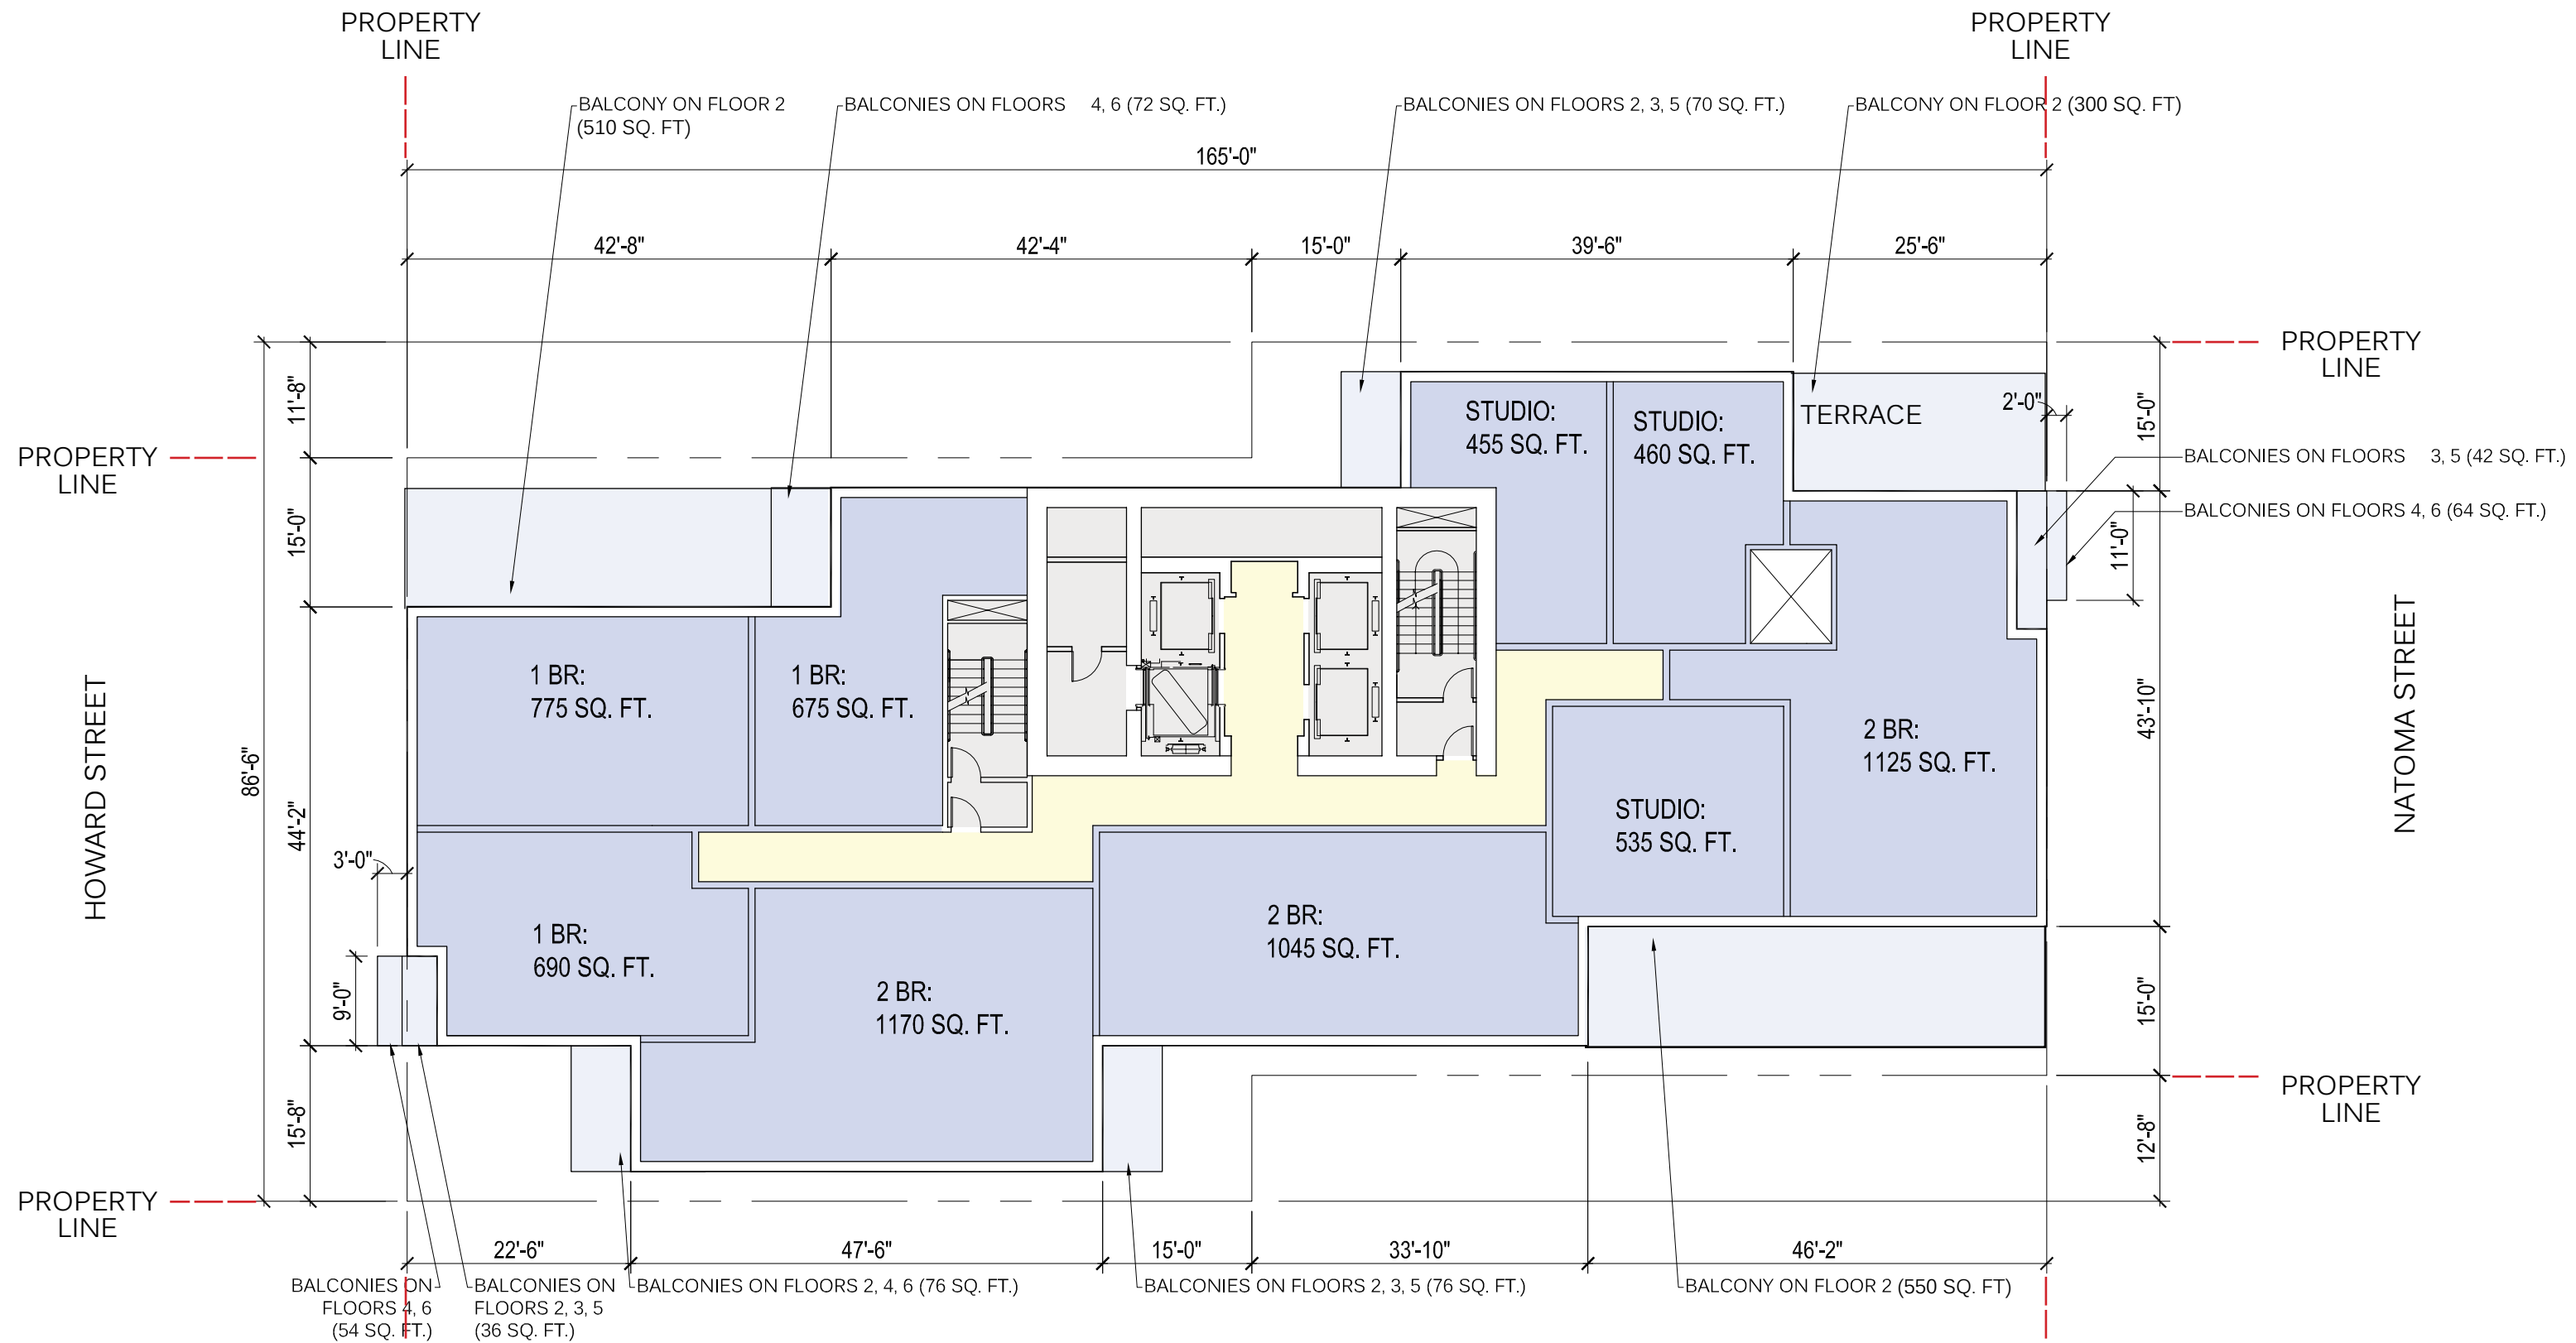 PROPERTY
LINE
PROPERTY
LINE
BALCONY ON FLOOR 2
(510 SQ. FT)
BALCONIES ON FLOORS 4, 6 (72 SQ. FT.)
BALCONIES ON FLOORS 2, 3, 5 (70 SQ. FT.)
BALCONY ON FLOOR 2 (300 SQ. FT)
165'-0"
42'-8"
42'-4"
15'-0"
39'-6"
25'-6"
PROPERTY
LINE
PROPERTY
LINE
11'-8"
15'-0"
44'-2"
15'-8"
86'-6"
3'-0"
9'-0"
HOWARD STREET
STUDIO:
455 SQ. FT.
STUDIO:
460 SQ. FT.
TERRACE
2'-0"
15'-0"
BALCONIES ON FLOORS 3, 5 (42 SQ. FT.)
BALCONIES ON FLOORS 4, 6 (64 SQ. FT.)
11'-0"
43'-10"
15'-0"
12'-8"
NATOMA STREET
1 BR:
775 SQ. FT.
1 BR:
675 SQ. FT.
2 BR:
1125 SQ. FT.
STUDIO:
535 SQ. FT.
1 BR:
690 SQ. FT.
2 BR:
1170 SQ. FT.
2 BR:
1045 SQ. FT.
PROPERTY
LINE
PROPERTY
LINE
22'-6"
47'-6"
15'-0"
33'-10"
46'-2"
BALCONIES ON
FLOORS 4, 6
(54 SQ. FT.)
BALCONIES ON
FLOORS 2, 3, 5
(36 SQ. FT.)
BALCONIES ON FLOORS 2, 4, 6 (76 SQ. FT.)
BALCONIES ON FLOORS 2, 3, 5 (76 SQ. FT.)
BALCONY ON FLOOR 2 (550 SQ. FT)